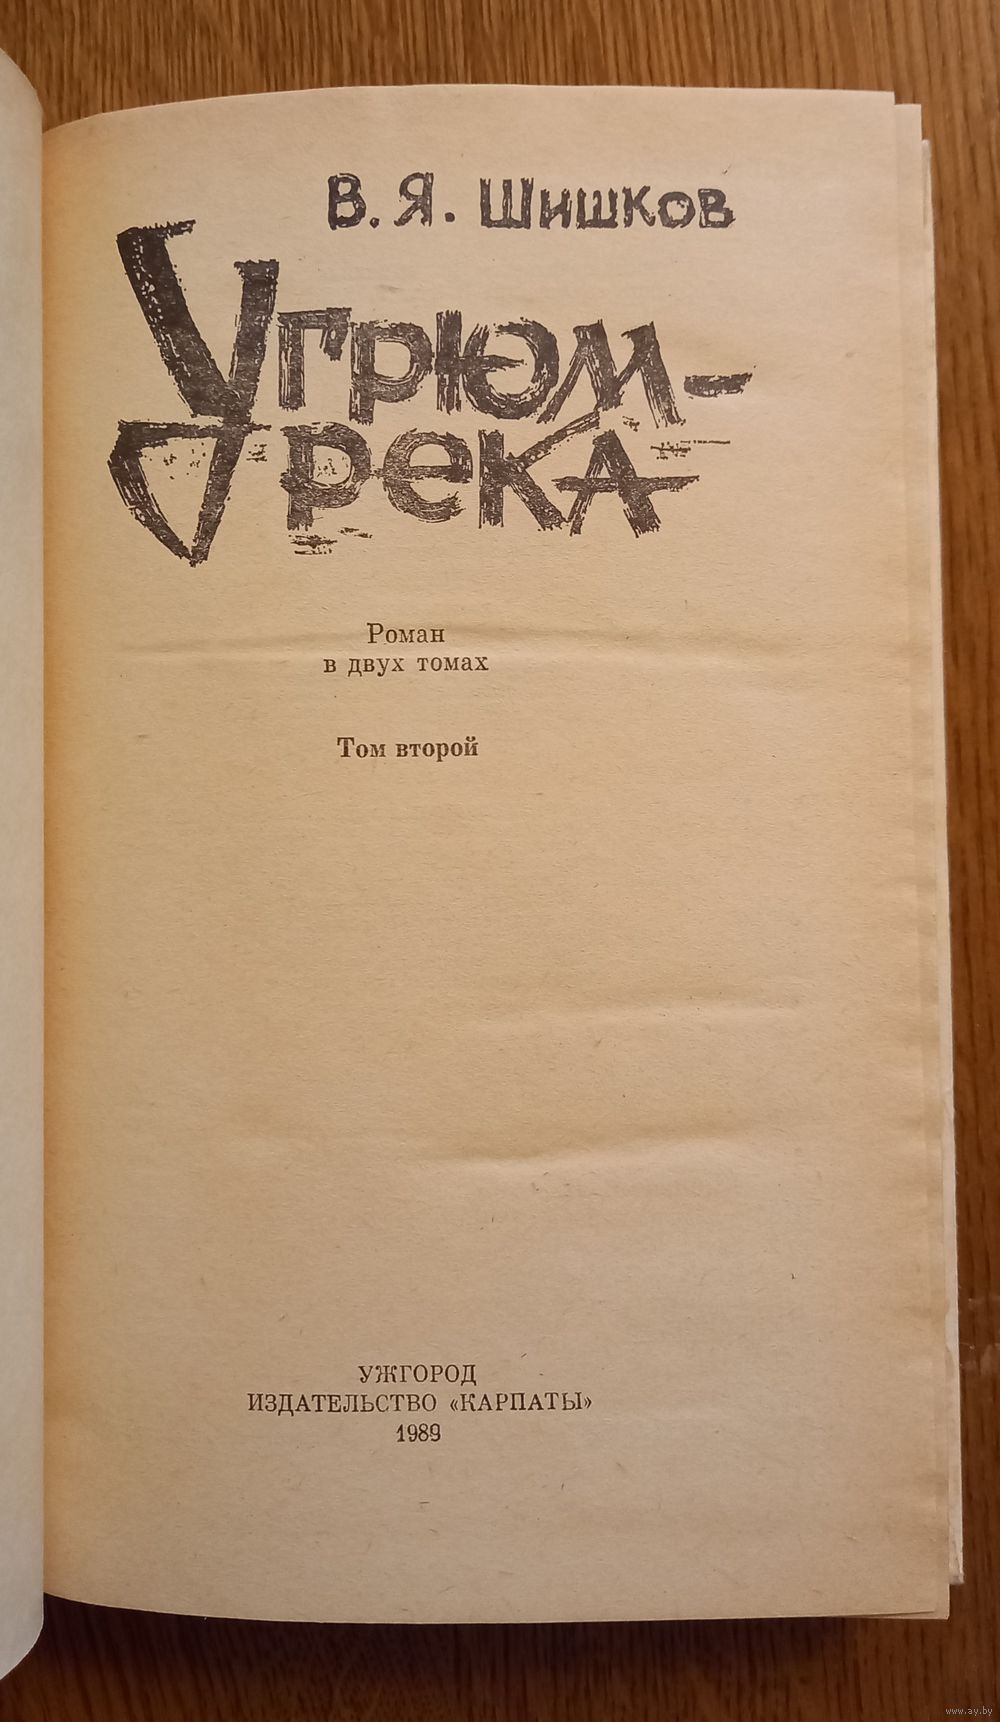 В. Я. Шишков
Угрюм-
река
Роман
в двух томах
Том второй
УЖГОРОД
ИЗДАТЕЛЬСТВО «КАРПАТЫ»
1989
www.ay.by